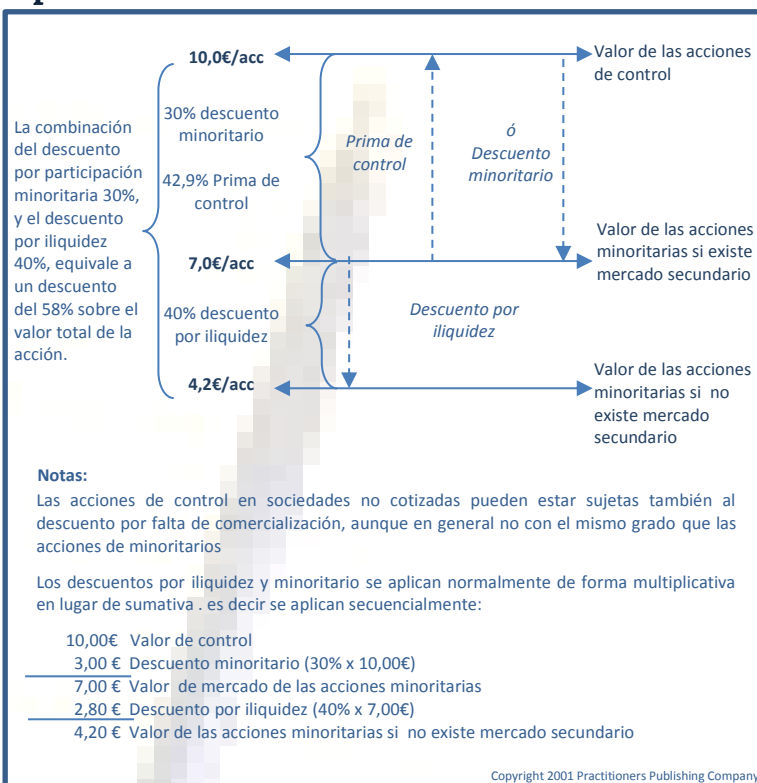 10,0€/acc
Valor de las acciones
de control
La combinación
del descuento
por participación
minoritaria 30%,
y el descuento
por iliquidez
40%, equivale a
un descuento
del 58% sobre el
valor total de la
acción.
30% descuento
minoritario
42,9% Prima de
control
Prima de
control
ó
Descuento
minoritario
7,0€/acc
Valor de las acciones
minoritarias si existe
mercado secundario
40% descuento
por iliquidez
Descuento por
iliquidez
4,2€/acc
Valor de las acciones
minoritarias si no
existe mercado
secundario
Notas:
Las acciones de control en sociedades no cotizadas pueden estar sujetas también al
descuento por falta de comercialización, aunque en general no con el mismo grado que las
acciones de minoritarios
Los descuentos por iliquidez y minoritario se aplican normalmente de forma multiplicativa
en lugar de sumativa . es decir se aplican secuencialmente:
10,00€ Valor de control
3,00 € Descuento minoritario (30% x 10,00€)
7,00 € Valor de mercado de las acciones minoritarias
2,80 € Descuento por iliquidez (40% x 7,00€)
4,20 € Valor de las acciones minoritarias si no existe mercado secundario
Copyright 2001 Practitioners Publishing Company